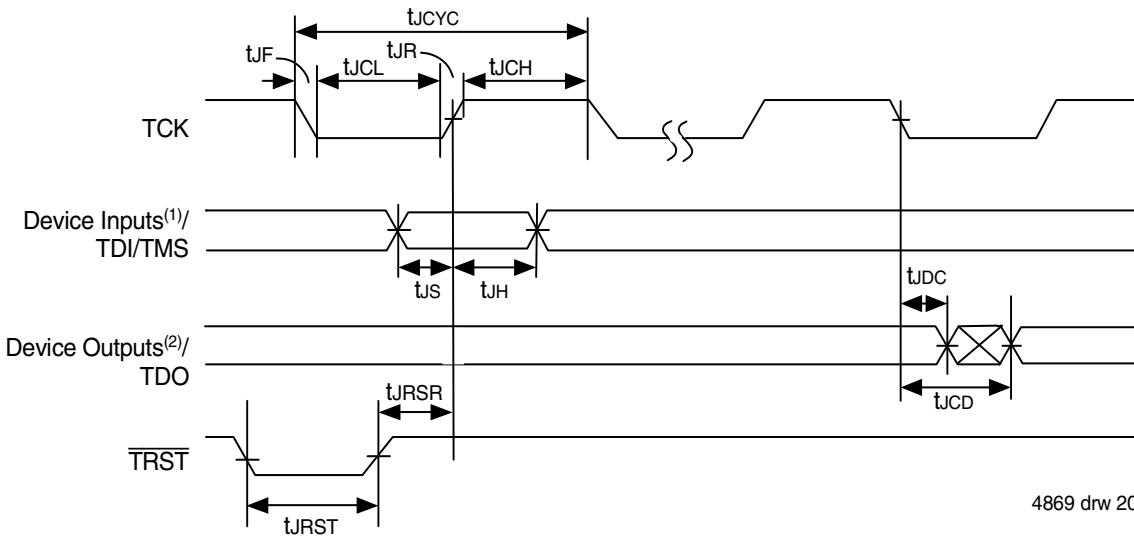 tJCYC
tJF
tJCL
tJR
tJCH
TCK
Device Inputs(1)/
TDI/TMS
tJS
tJH
tJDC
Device Outputs(2)/
TDO
tJCD
tJRSR
TRST
tJRST
4869 drw 20